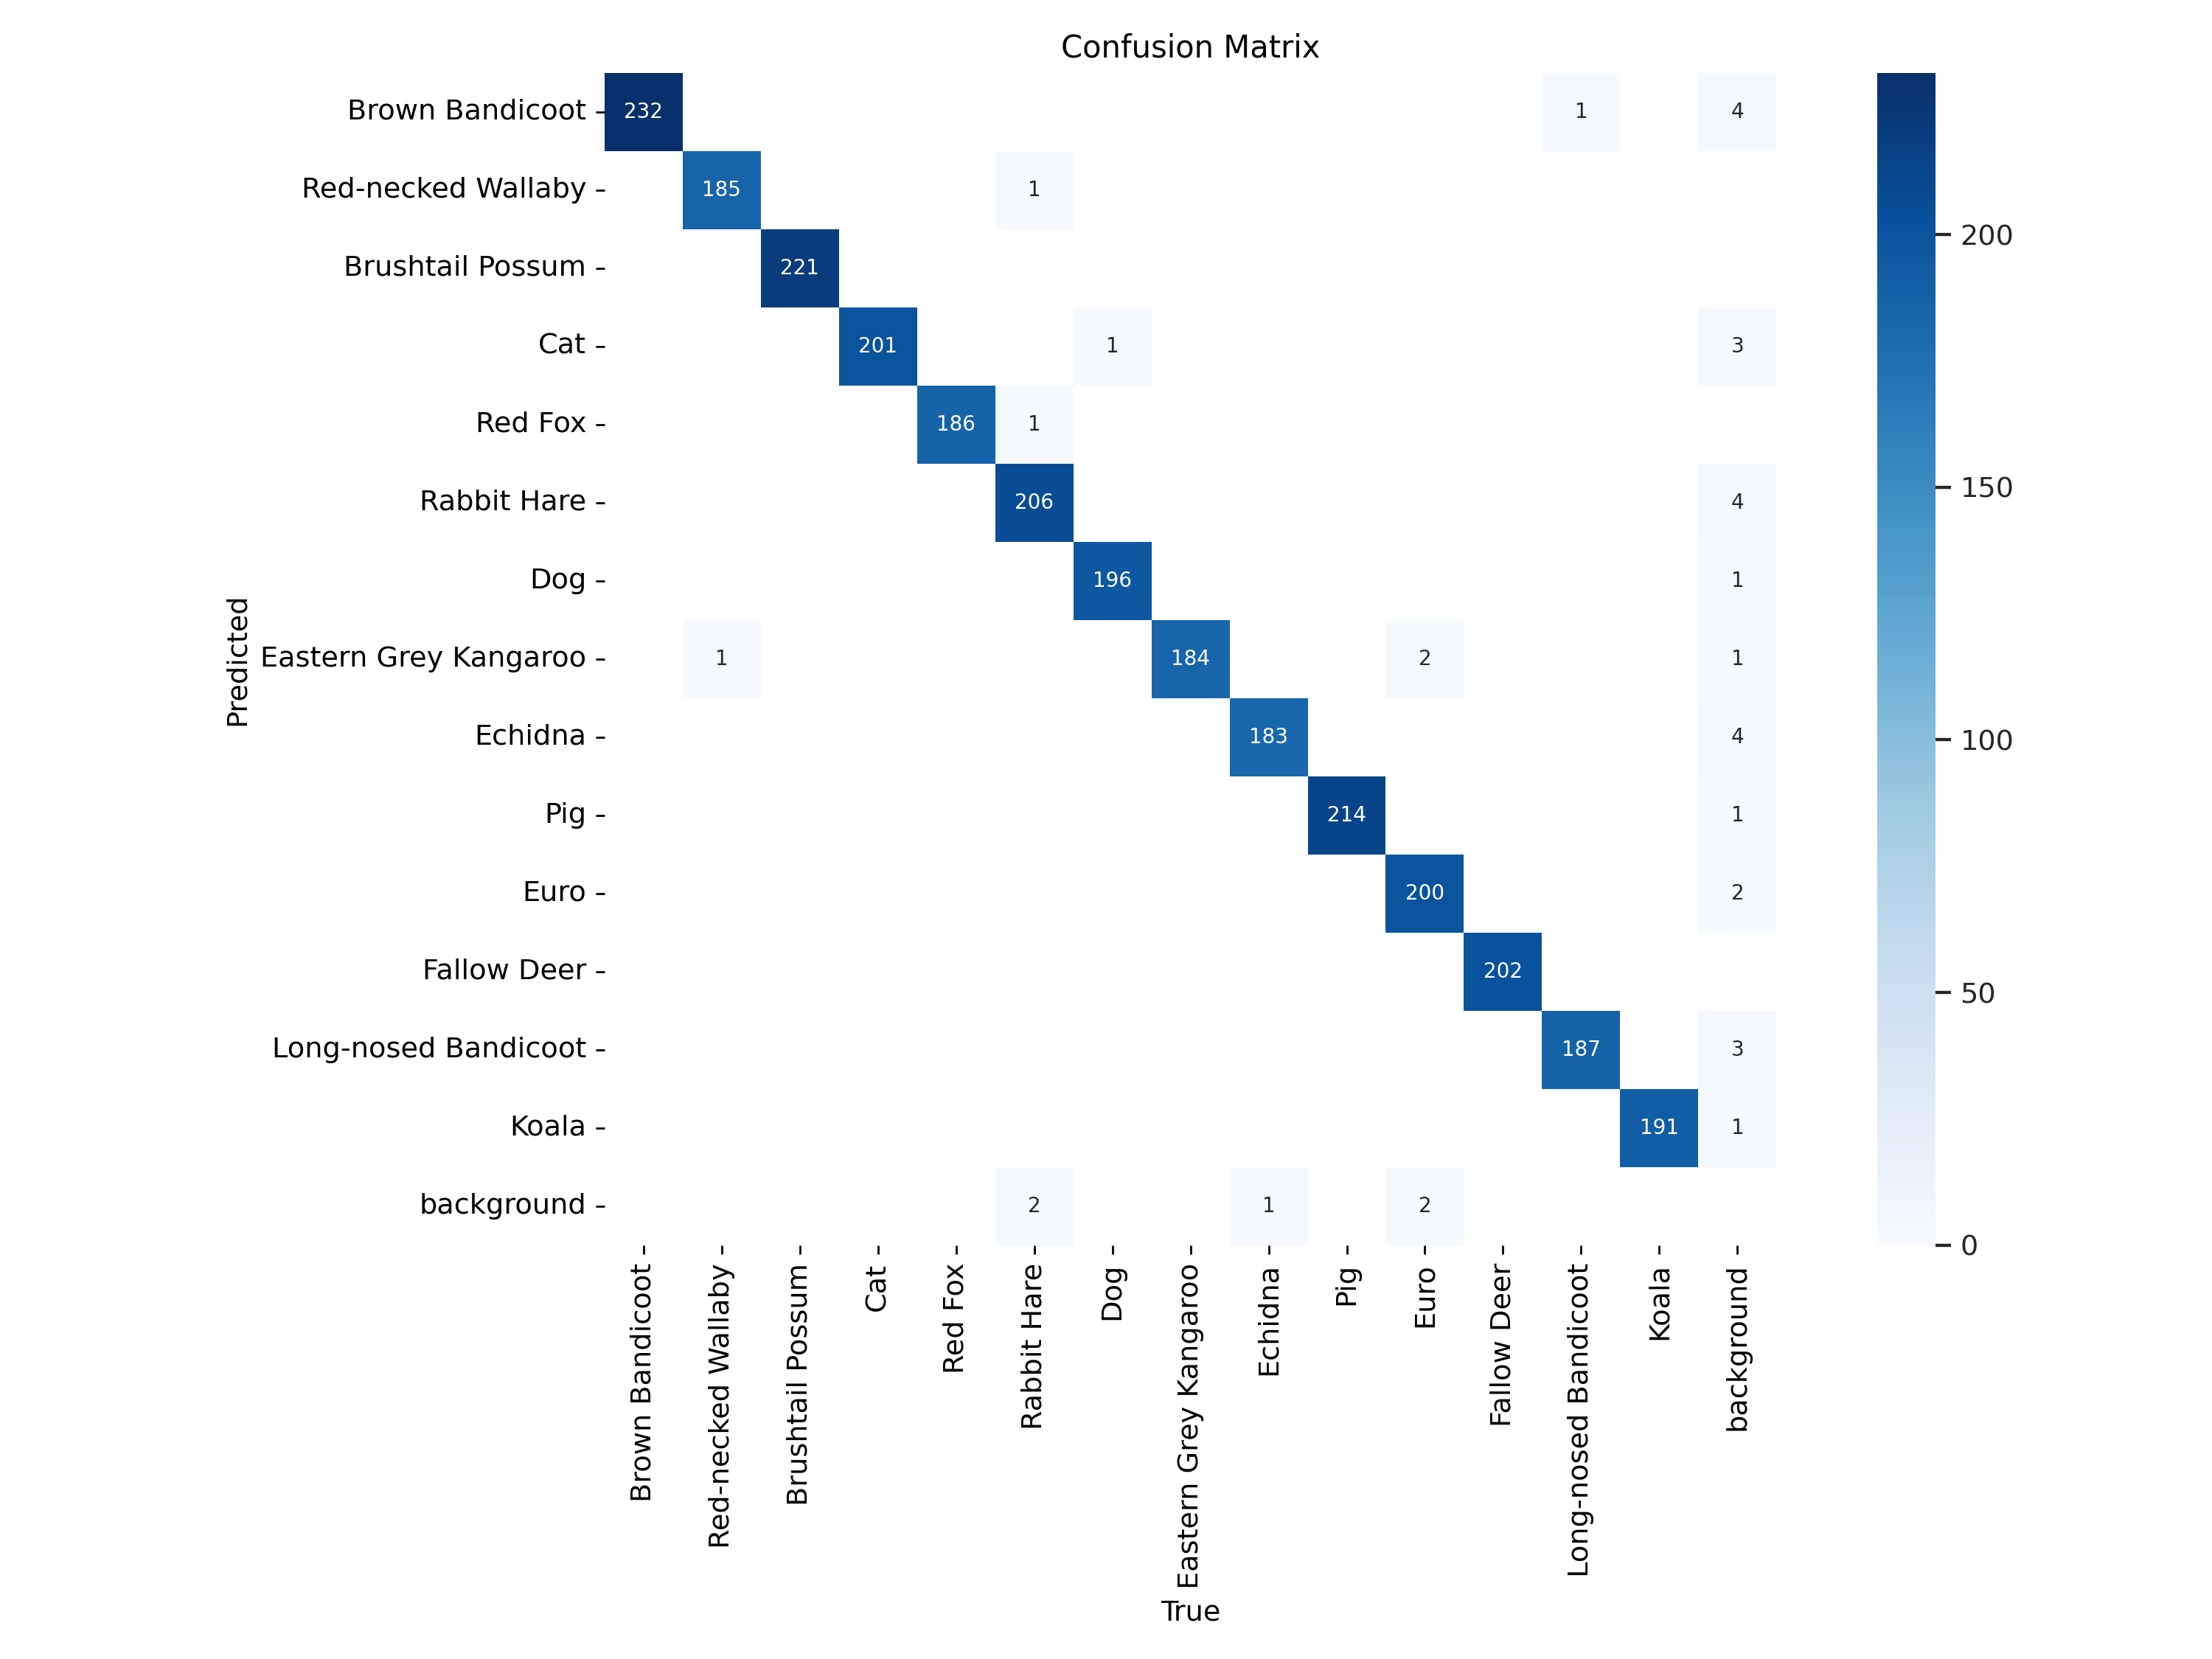 Confusion Matrix
Brown Bandicoot 232 1 4
Red-necked Wallaby 185 1
Brushtail Possum 221
Cat 201 1 3
Red Fox 186 1
Rabbit Hare 206 4
Dog 196 1
Eastern Grey Kangaroo 1 184 2 1
Echidna 183 4
Pig 214 1
Euro 200 2
Fallow Deer 202
Long-nosed Bandicoot 187 3
Koala 191 1
background 2 1 2
Predicted
Brown Bandicoot
Red-necked Wallaby
Brushtail Possum
Cat
Red Fox
Rabbit Hare
Dog
Eastern Grey Kangaroo
Echidna
Pig
Euro
Fallow Deer
Long-nosed Bandicoot
Koala
background
True
200
150
100
50
0